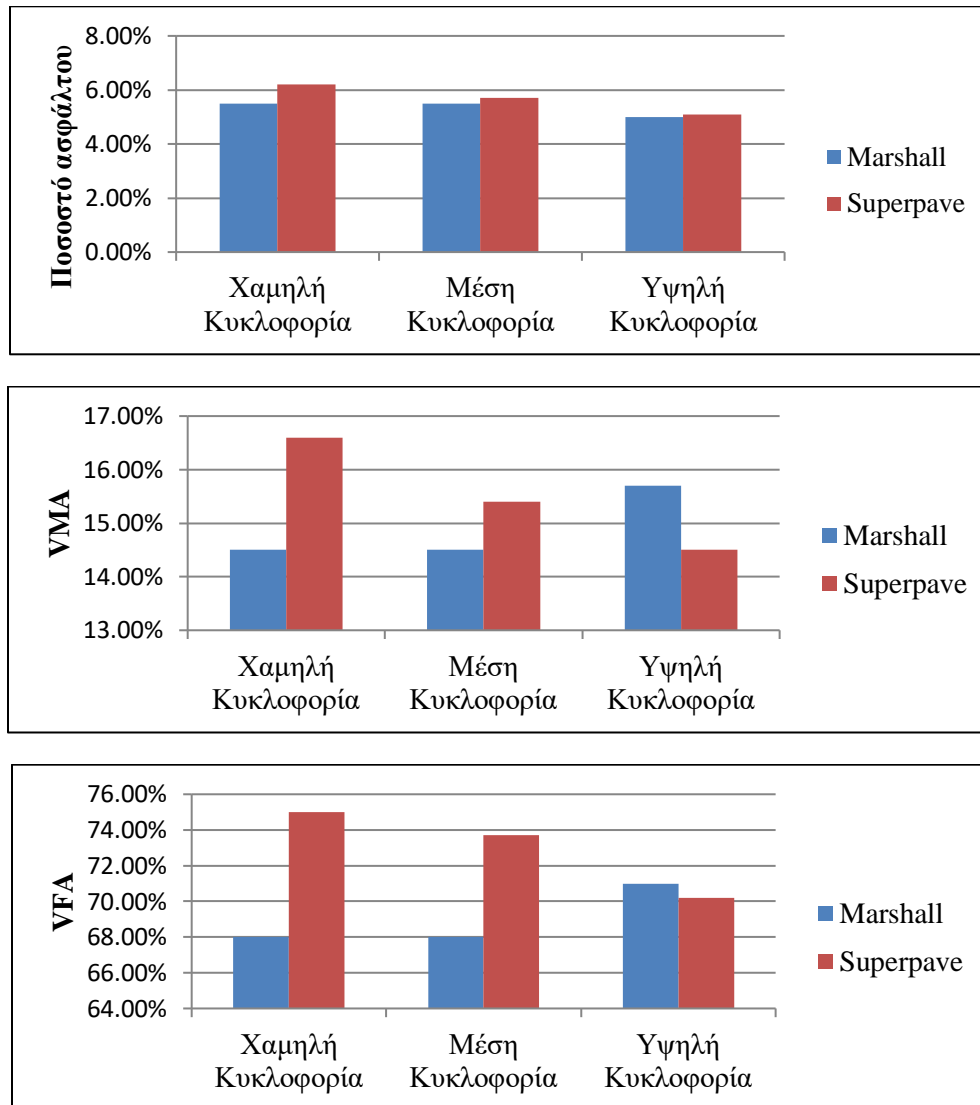 8.00%
6.00%
4.00%
2.00%
0.00%
Ποσοστό ασφάλτου
Χαμηλή
Κυκλοφορία
Μέση
Κυκλοφορία
Υψηλή
Κυκλοφορία
Marshall
Superpave
17.00%
16.00%
15.00%
14.00%
13.00%
VMA
Χαμηλή
Κυκλοφορία
Μέση
Κυκλοφορία
Υψηλή
Κυκλοφορία
Marshall
Superpave
76.00%
74.00%
72.00%
70.00%
68.00%
66.00%
64.00%
VFA
Χαμηλή
Κυκλοφορία
Μέση
Κυκλοφορία
Υψηλή
Κυκλοφορία
Marshall
Superpave